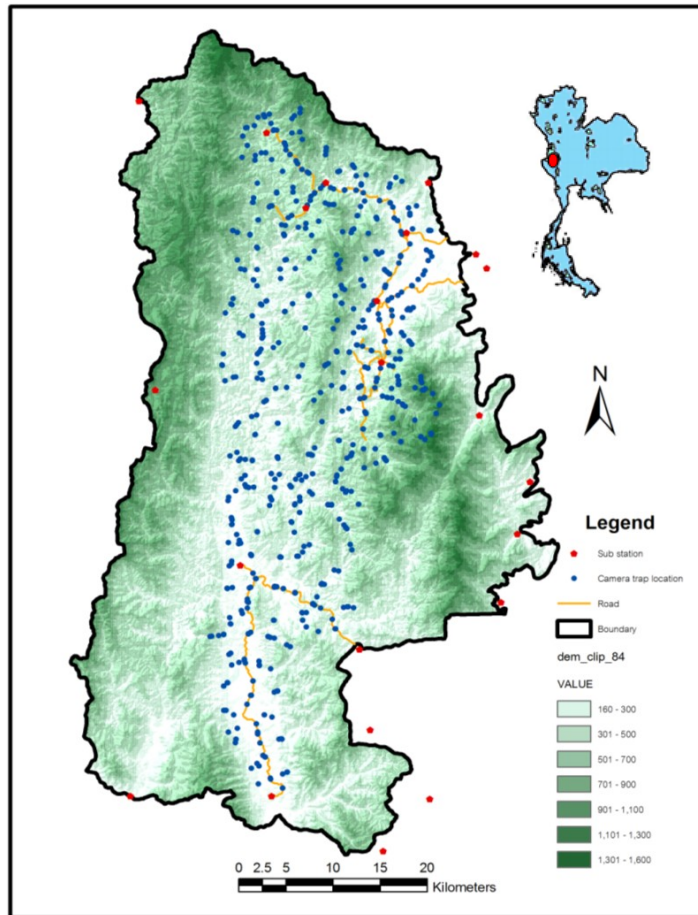 N
Legend
Sub station
Camera trap location
Road
Boundary
dem_clip_84
VALUE
160 - 300
301 - 500
501 - 700
701 - 900
901 - 1,100
1,101 - 1,300
1,301 - 1,600
0 2.5 5 10 15 20
Kilometers